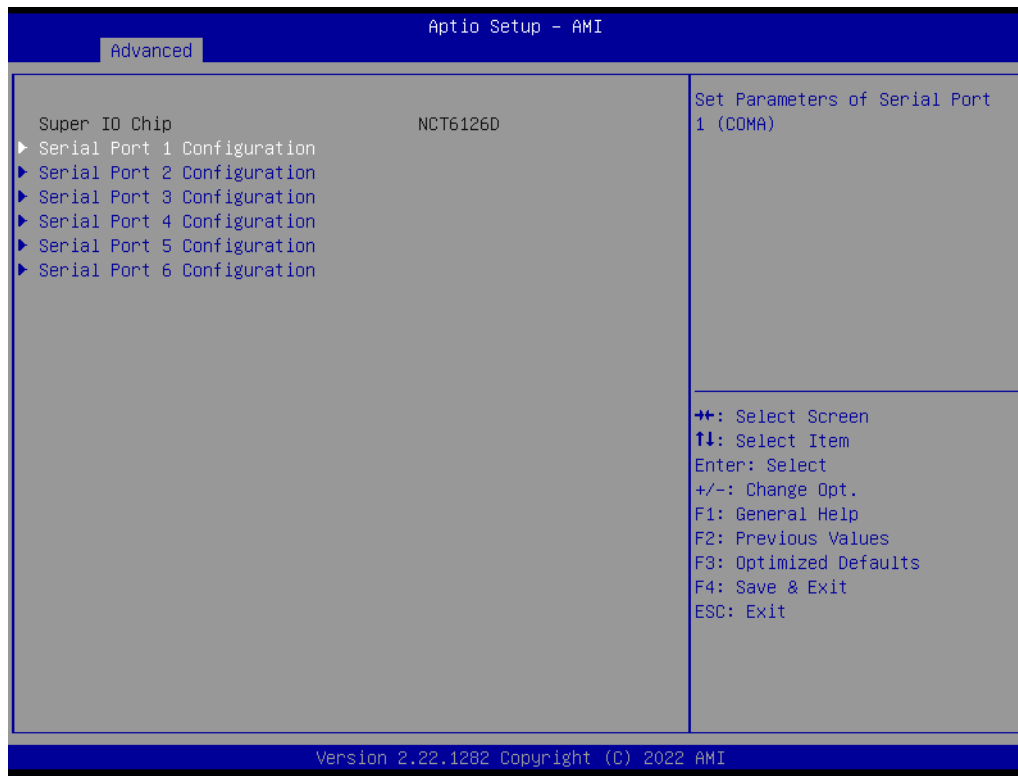 Aptio Setup – AMI
Advanced
Super IO Chip NCT6126D
Serial Port 1 Configuration
Serial Port 2 Configuration
Serial Port 3 Configuration
Serial Port 4 Configuration
Serial Port 5 Configuration
Serial Port 6 Configuration
Set Parameters of Serial Port
1 (COMA)
→←: Select Screen
↑↓: Select Item
Enter: Select
+/-: Change Opt.
F1: General Help
F2: Previous Values
F3: Optimized Defaults
F4: Save & Exit
ESC: Exit
Version 2.22.1282 Copyright (C) 2022 AMI